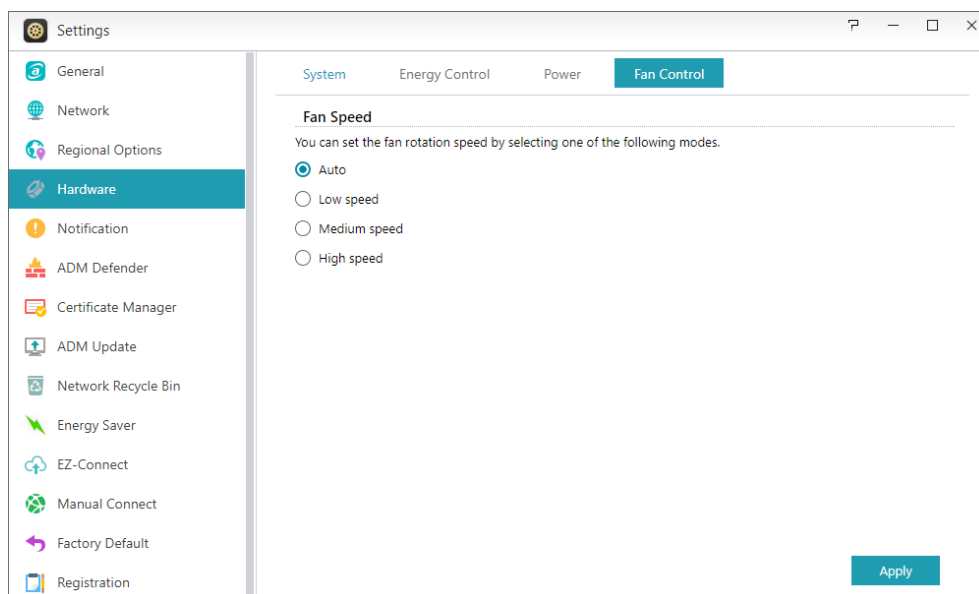 Settings
General
Network
Regional Options
Hardware
Notification
ADM Defender
Certificate Manager
ADM Update
Network Recycle Bin
Energy Saver
EZ-Connect
Manual Connect
Factory Default
Registration
System Energy Control Power Fan Control
Fan Speed
You can set the fan rotation speed by selecting one of the following modes.
Auto
Low speed
Medium speed
High speed
Apply